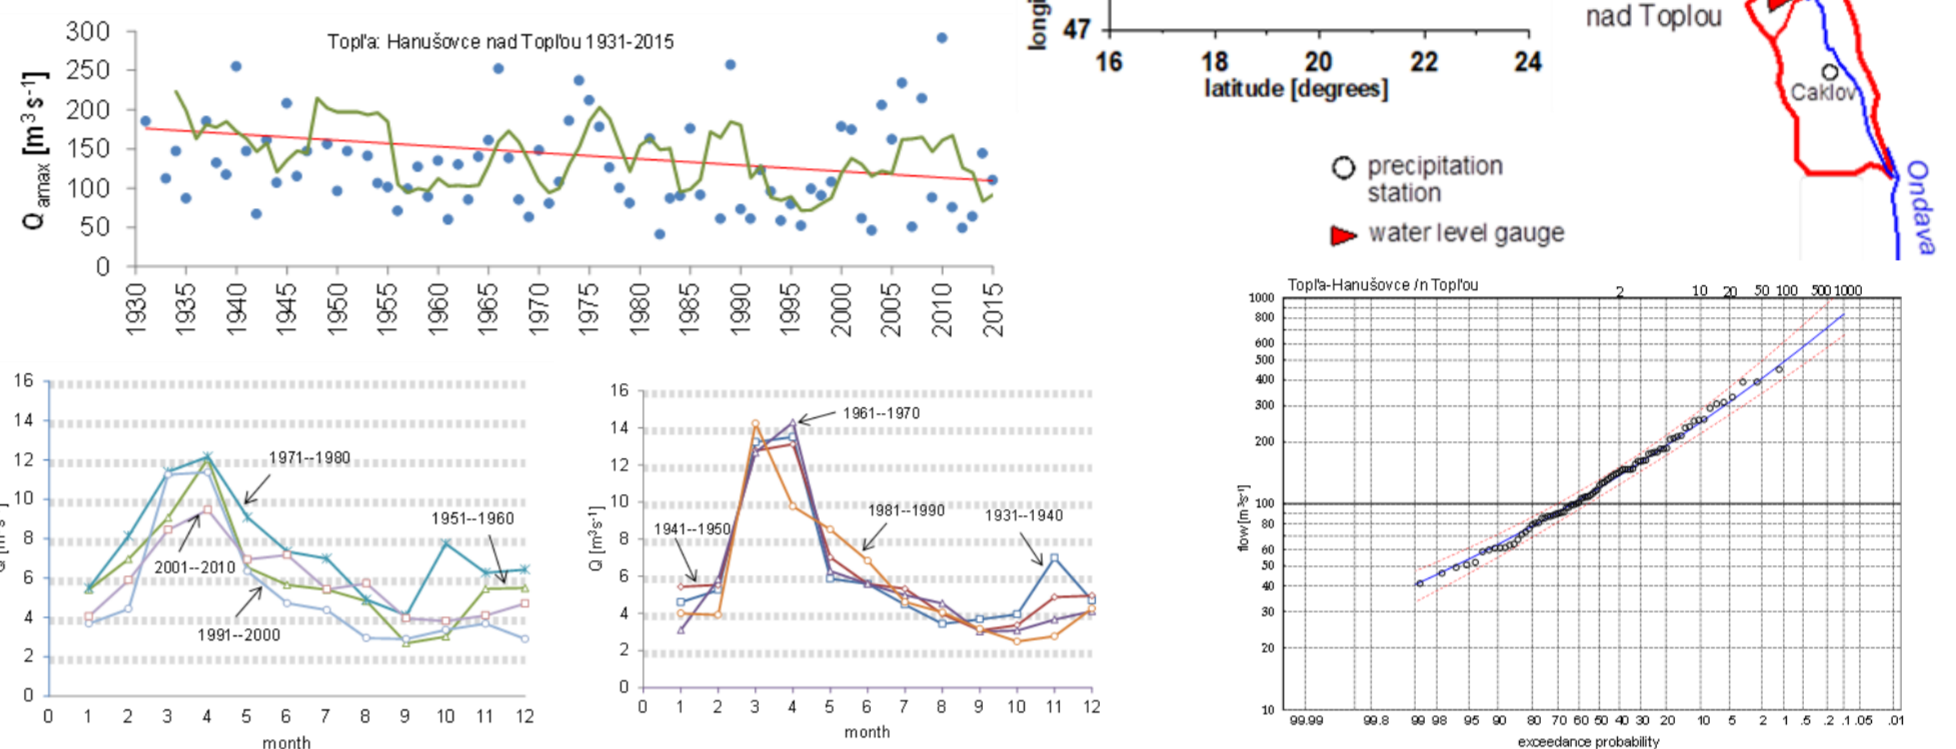 Topľa: Hanušovce nad Topľou 1931-2015
300
250
200
150
100
50
0
Q amax [m³s⁻¹]
1930 1935 1940 1945 1950 1955 1960 1965 1970 1975 1980 1985 1990 1995 2000 2005 2010 2015
longi
47
16 18 20 22 24
latitude [degrees]
nad Toplou
Caklov
Ondava
precipitation
station
water level gauge
16
14
12
10
8
6
4
2
0
1971--1980
1951--1960
2001--2010
1991--2000
0 1 2 3 4 5 6 7 8 9 10 11 12
month
16
14
12
10
8
6
4
2
0
Q [m³s⁻¹]
1961--1970
1981--1990
1941--1950
1931--1940
0 1 2 3 4 5 6 7 8 9 10 11 12
month
Topľa-Hanušovce /n Topľou
2 10 20 50 100 500 1000
1000
800
600
500
400
300
200
100
80
60
50
40
30
20
10
flow [m³s⁻¹]
99.99 99.8 99 98 95 90 80 70 60 50 40 30 20 10 5 2 1 .5 .2 .1 .05 .01
exceedance probability